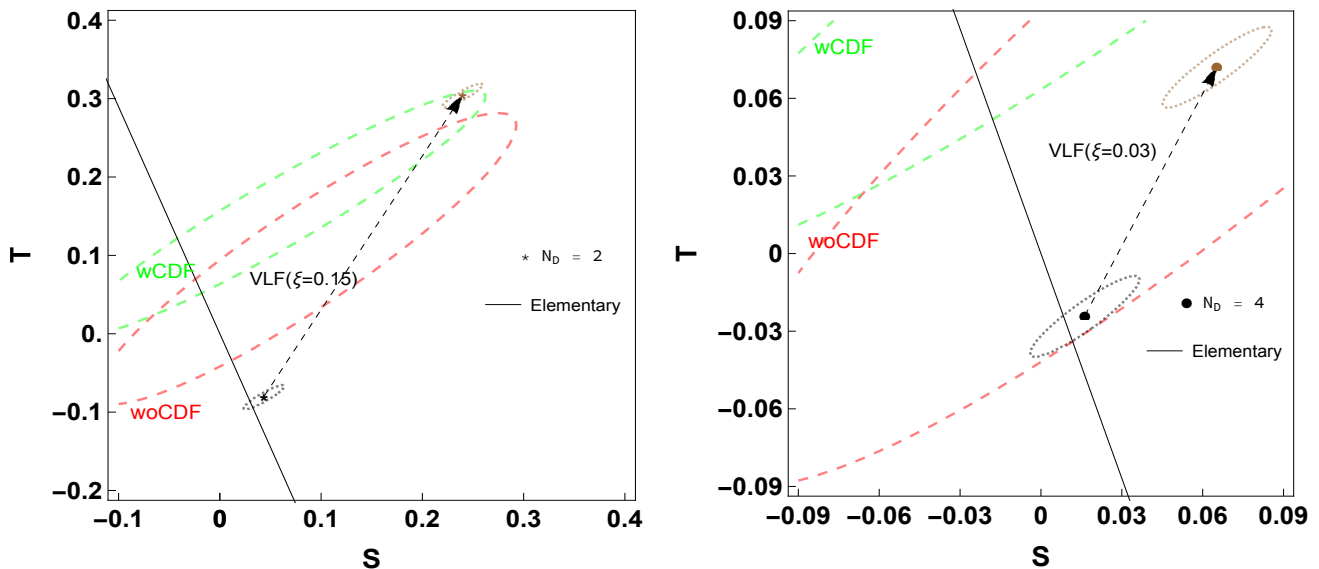 0.4
0.3
0.2
0.1
0.
−0.1
−0.2
T
wCDF
VLF(ξ=0.15)
woCDF
* N_D = 2
Elementary
−0.1 0 0.1 0.2 0.3 0.4
S
0.09
0.06
0.03
0
−0.03
−0.06
−0.09
T
wCDF
VLF(ξ=0.03)
woCDF
N_D = 4
Elementary
−0.09 −0.06 −0.03 0 0.03 0.06 0.09
S